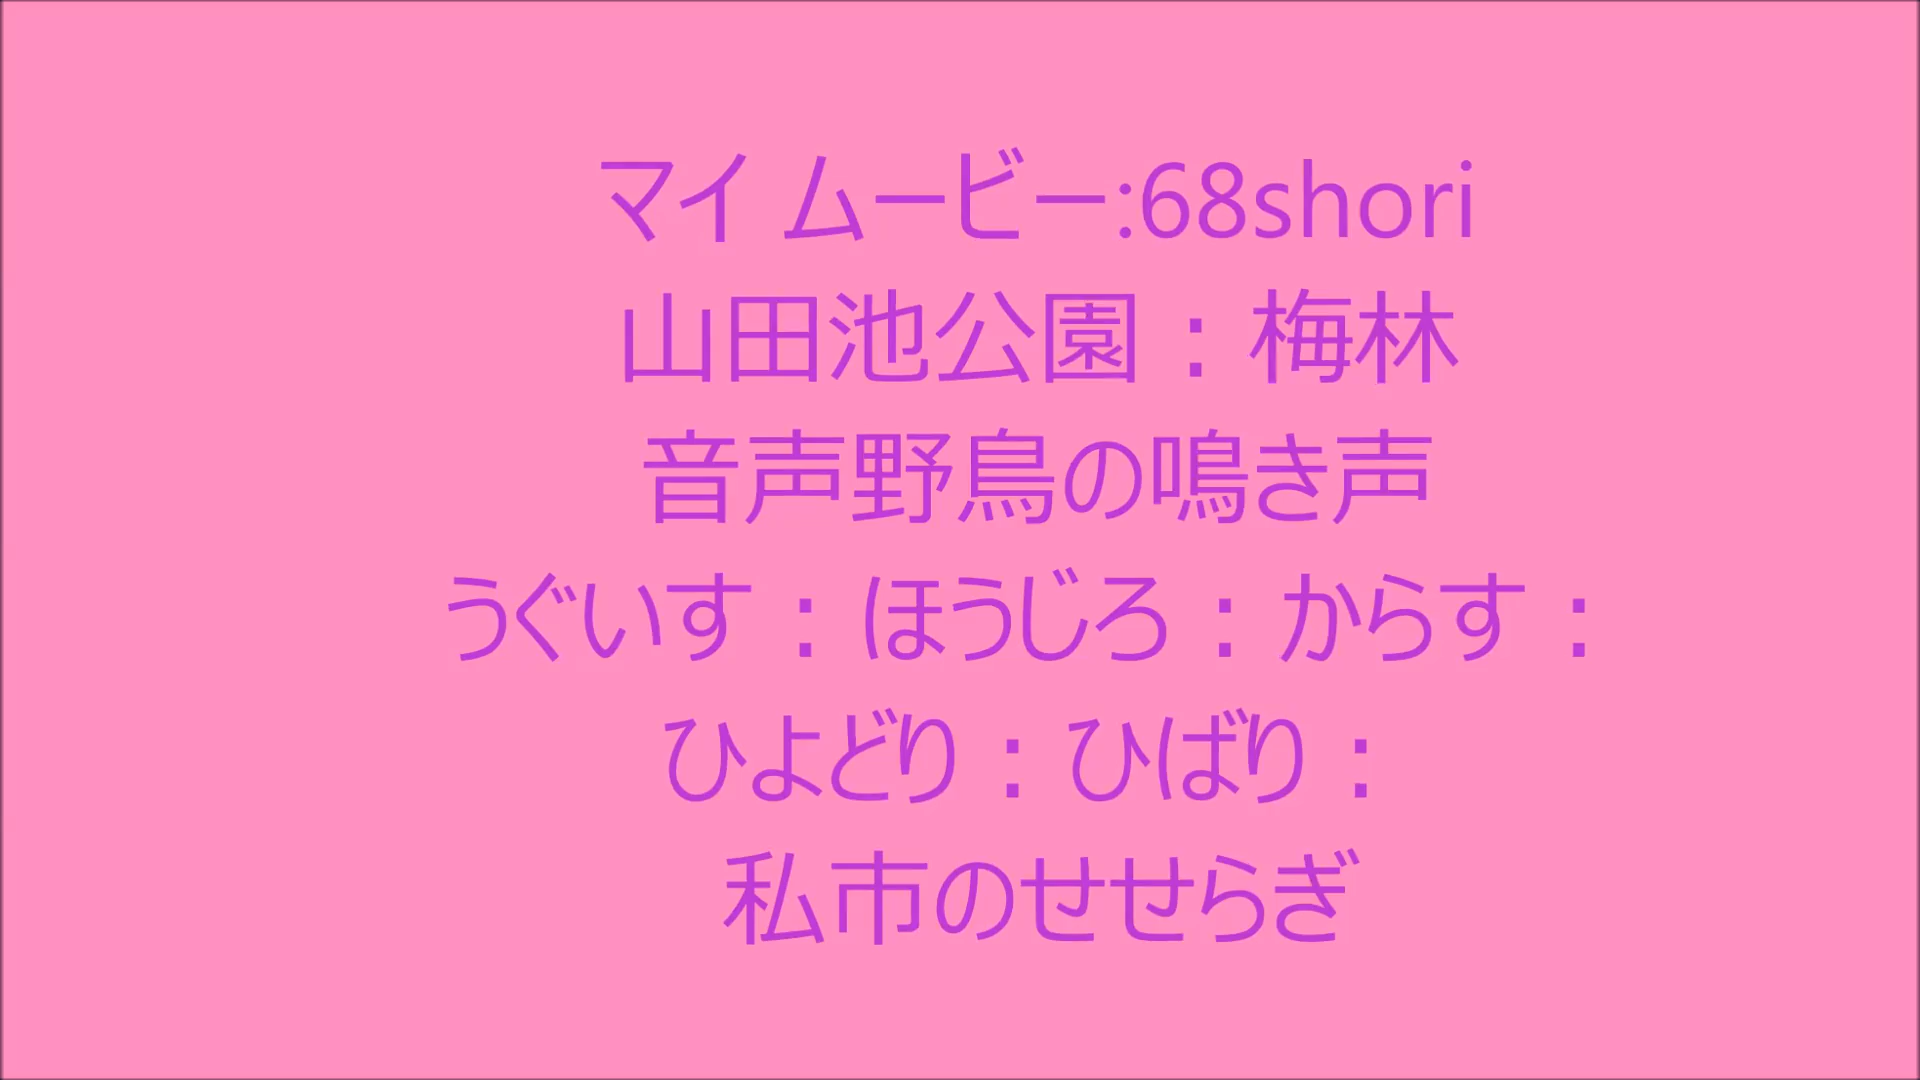 マイ ムービー:68shori
山田池公園：梅林
音声野鳥の鳴き声
うぐいす：ほうじろ：からす：
ひよどり：ひばり：
私市のせせらぎ